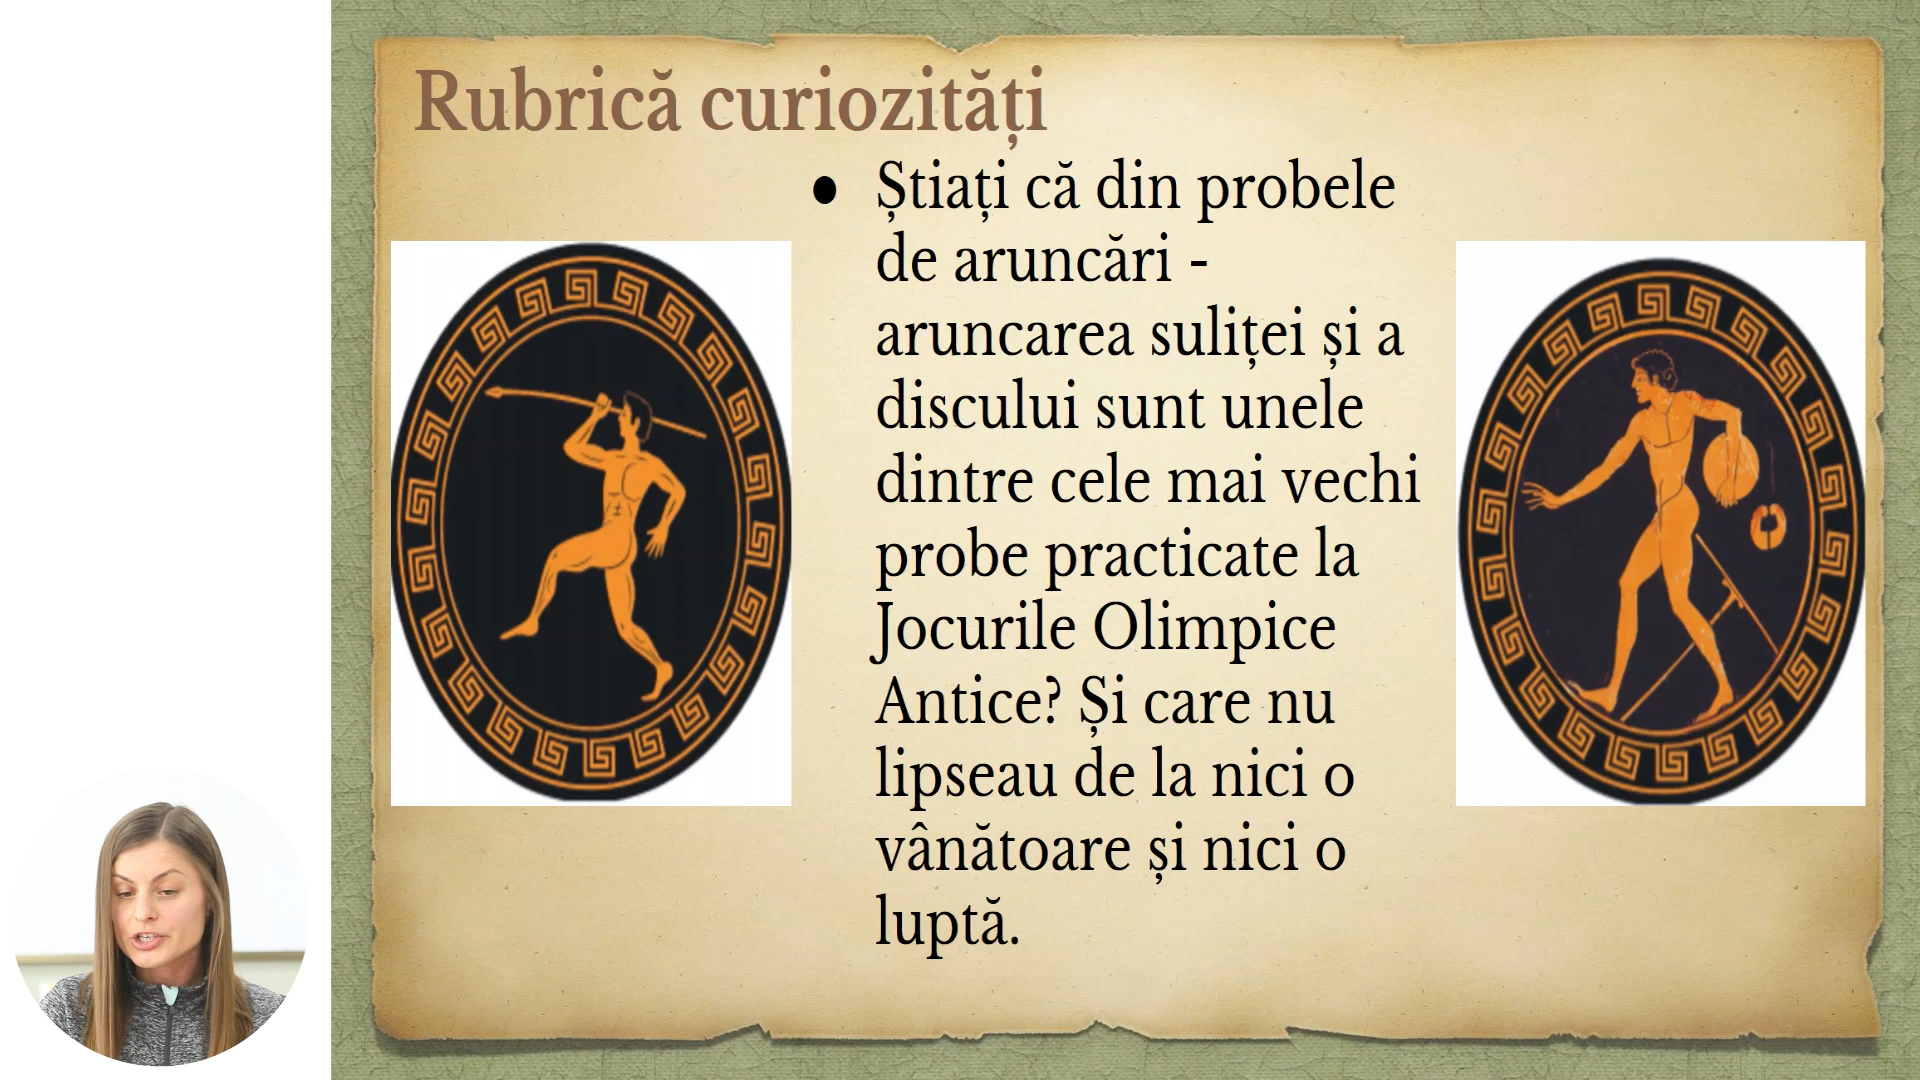 Rubrică curiozități
● Știați că din probele
de aruncări -
aruncarea suliței și a
discului sunt unele
dintre cele mai vechi
probe practicate la
Jocurile Olimpice
Antice? Și care nu
lipseau de la nici o
vânătoare și nici o
luptă.